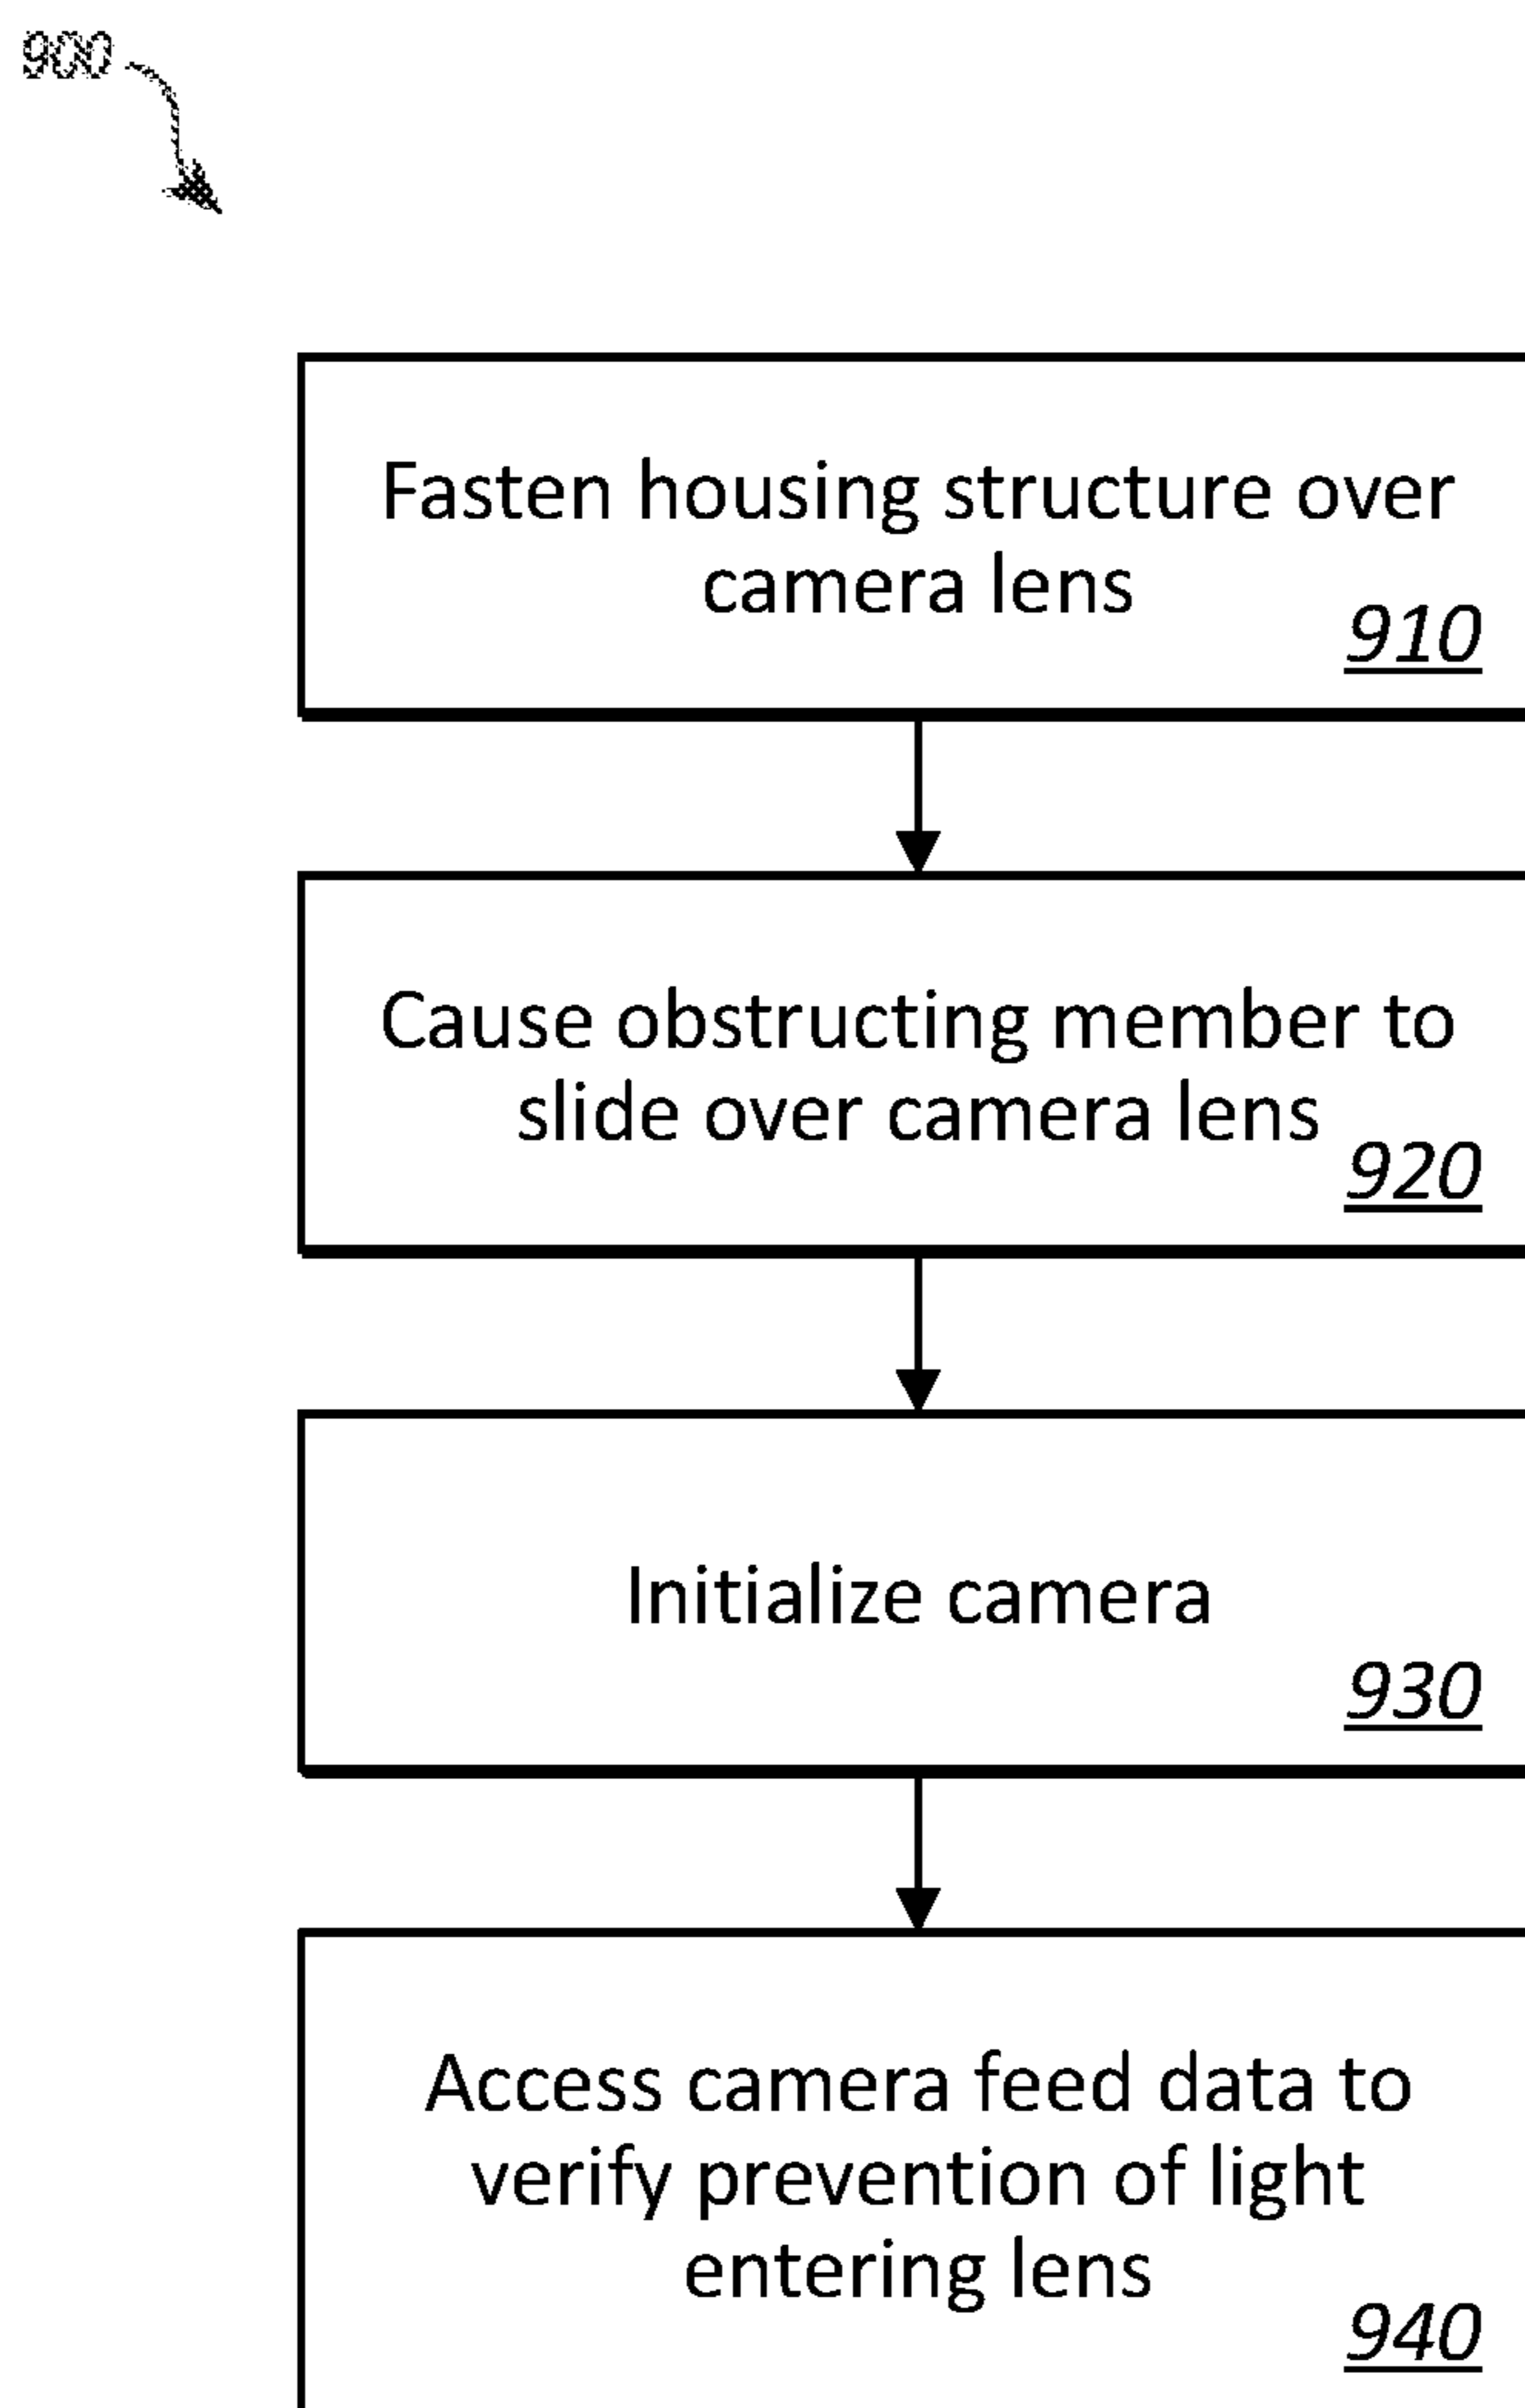 900
Fasten housing structure over
camera lens
910
Cause obstructing member to
slide over camera lens
920
Initialize camera
930
Access camera feed data to
verify prevention of light
entering lens
940